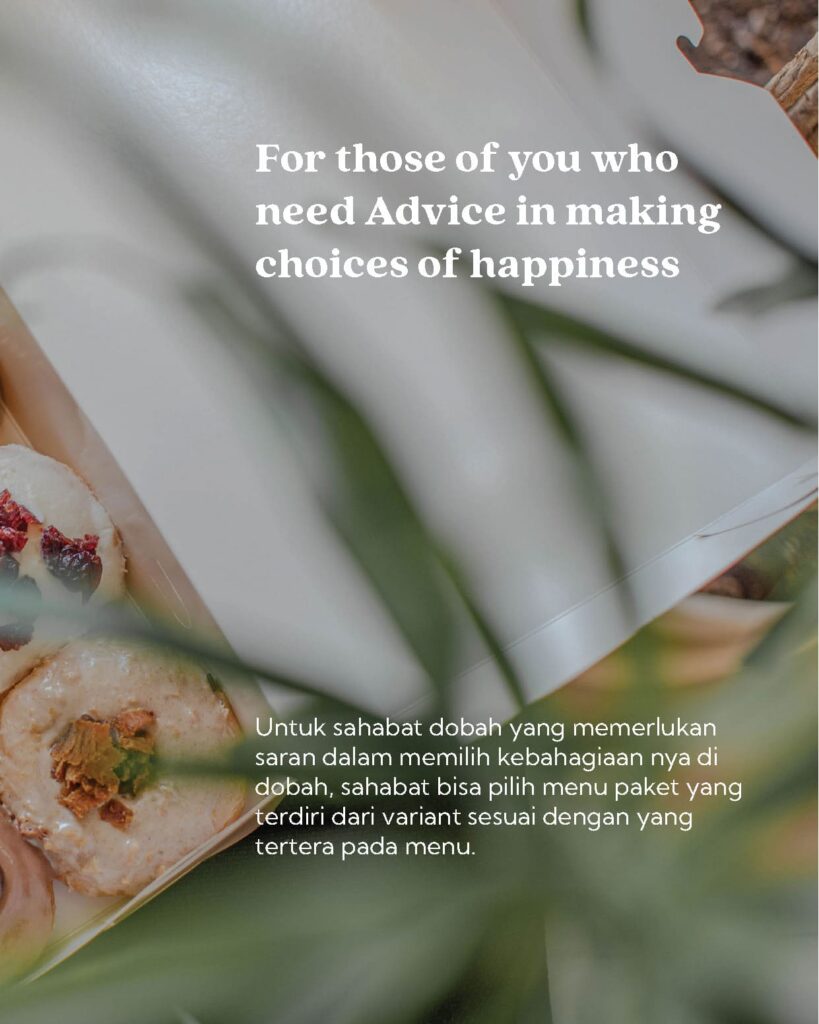 For those of you who
need Advice in making
choices of happiness
Untuk sahabat dobah yang memerlukan
saran dalam memilih kebahagiaan nya di
dobah, sahabat bisa pilih menu paket yang
terdiri dari variant sesuai dengan yang
tertera pada menu.